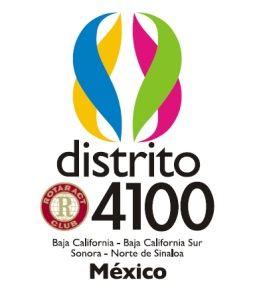 distrito
ROTARACT
R
CLUB
4100
Baja California - Baja California Sur
Sonora - Norte de Sinaloa
México